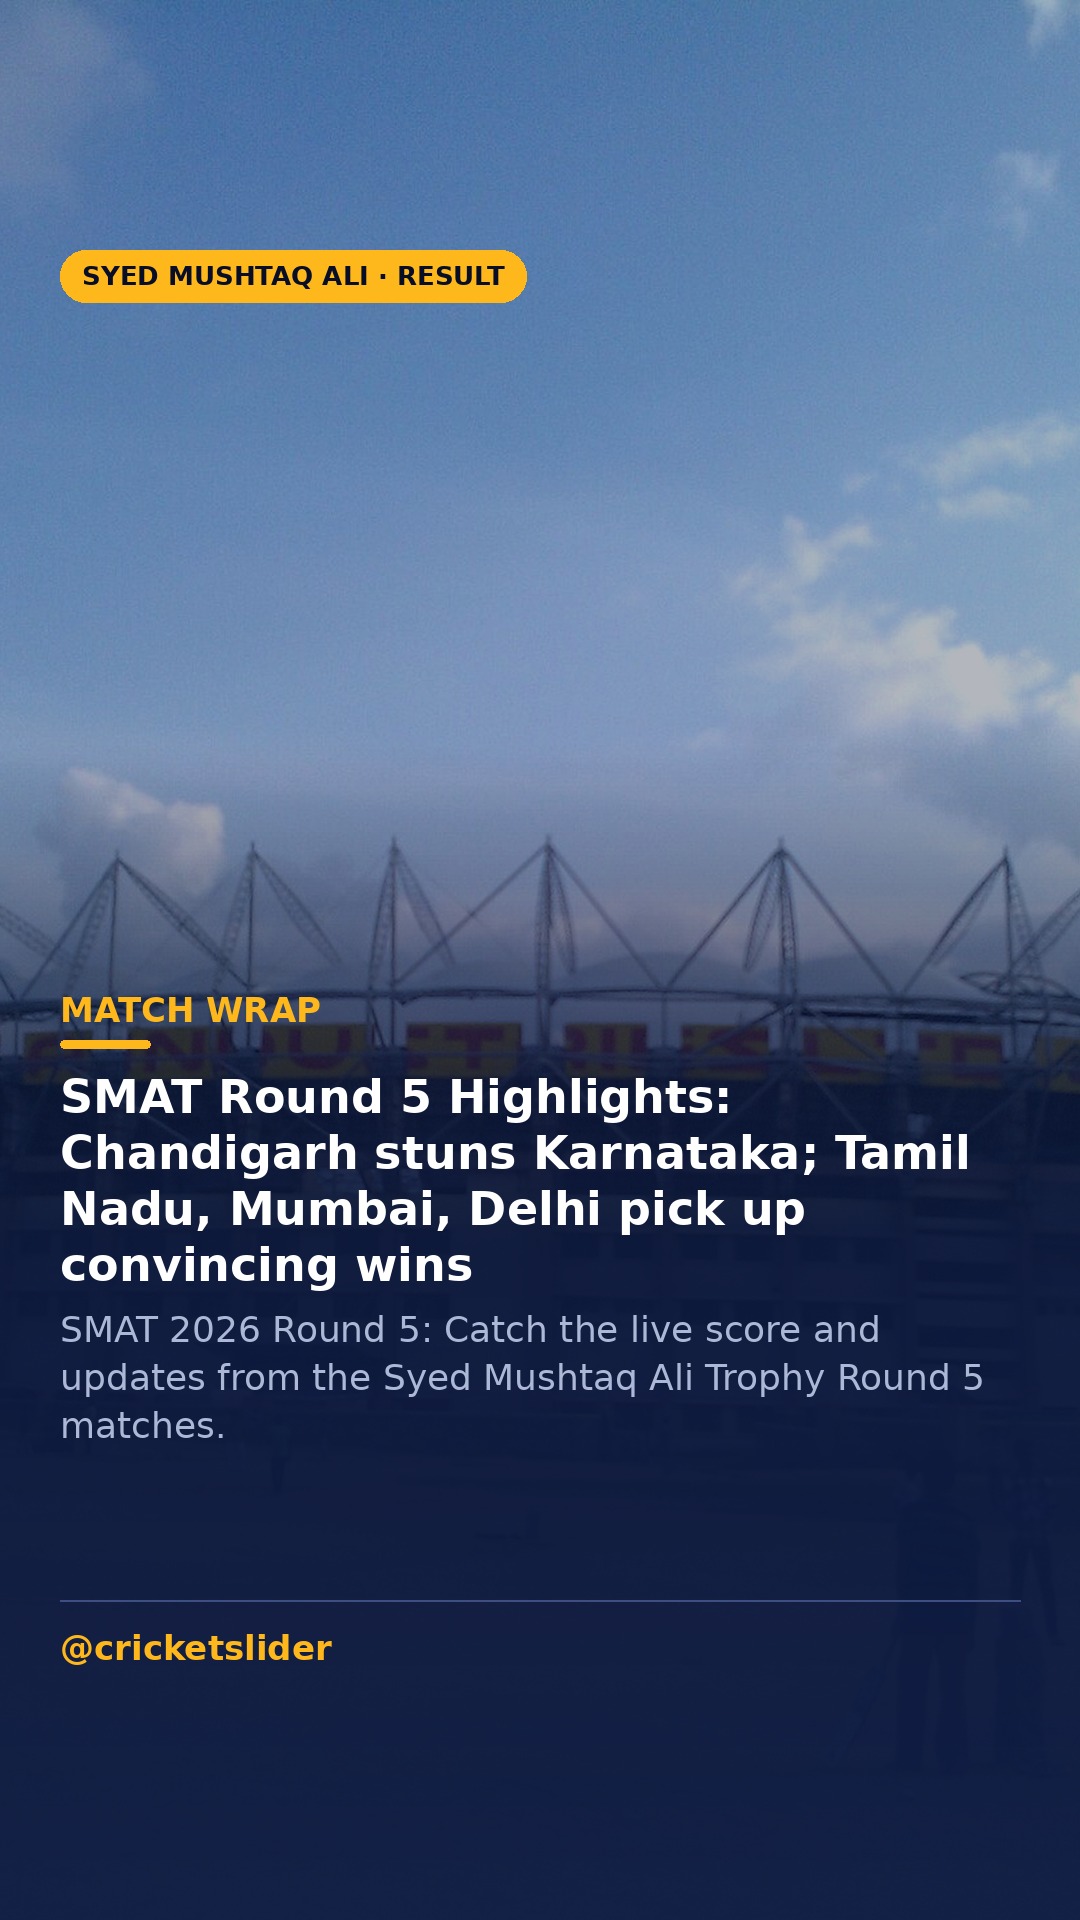 SYED MUSHTAQ ALI · RESULT
MATCH WRAP
SMAT Round 5 Highlights:
Chandigarh stuns Karnataka; Tamil
Nadu, Mumbai, Delhi pick up
convincing wins
SMAT 2026 Round 5: Catch the live score and
updates from the Syed Mushtaq Ali Trophy Round 5
matches.
@cricketslider